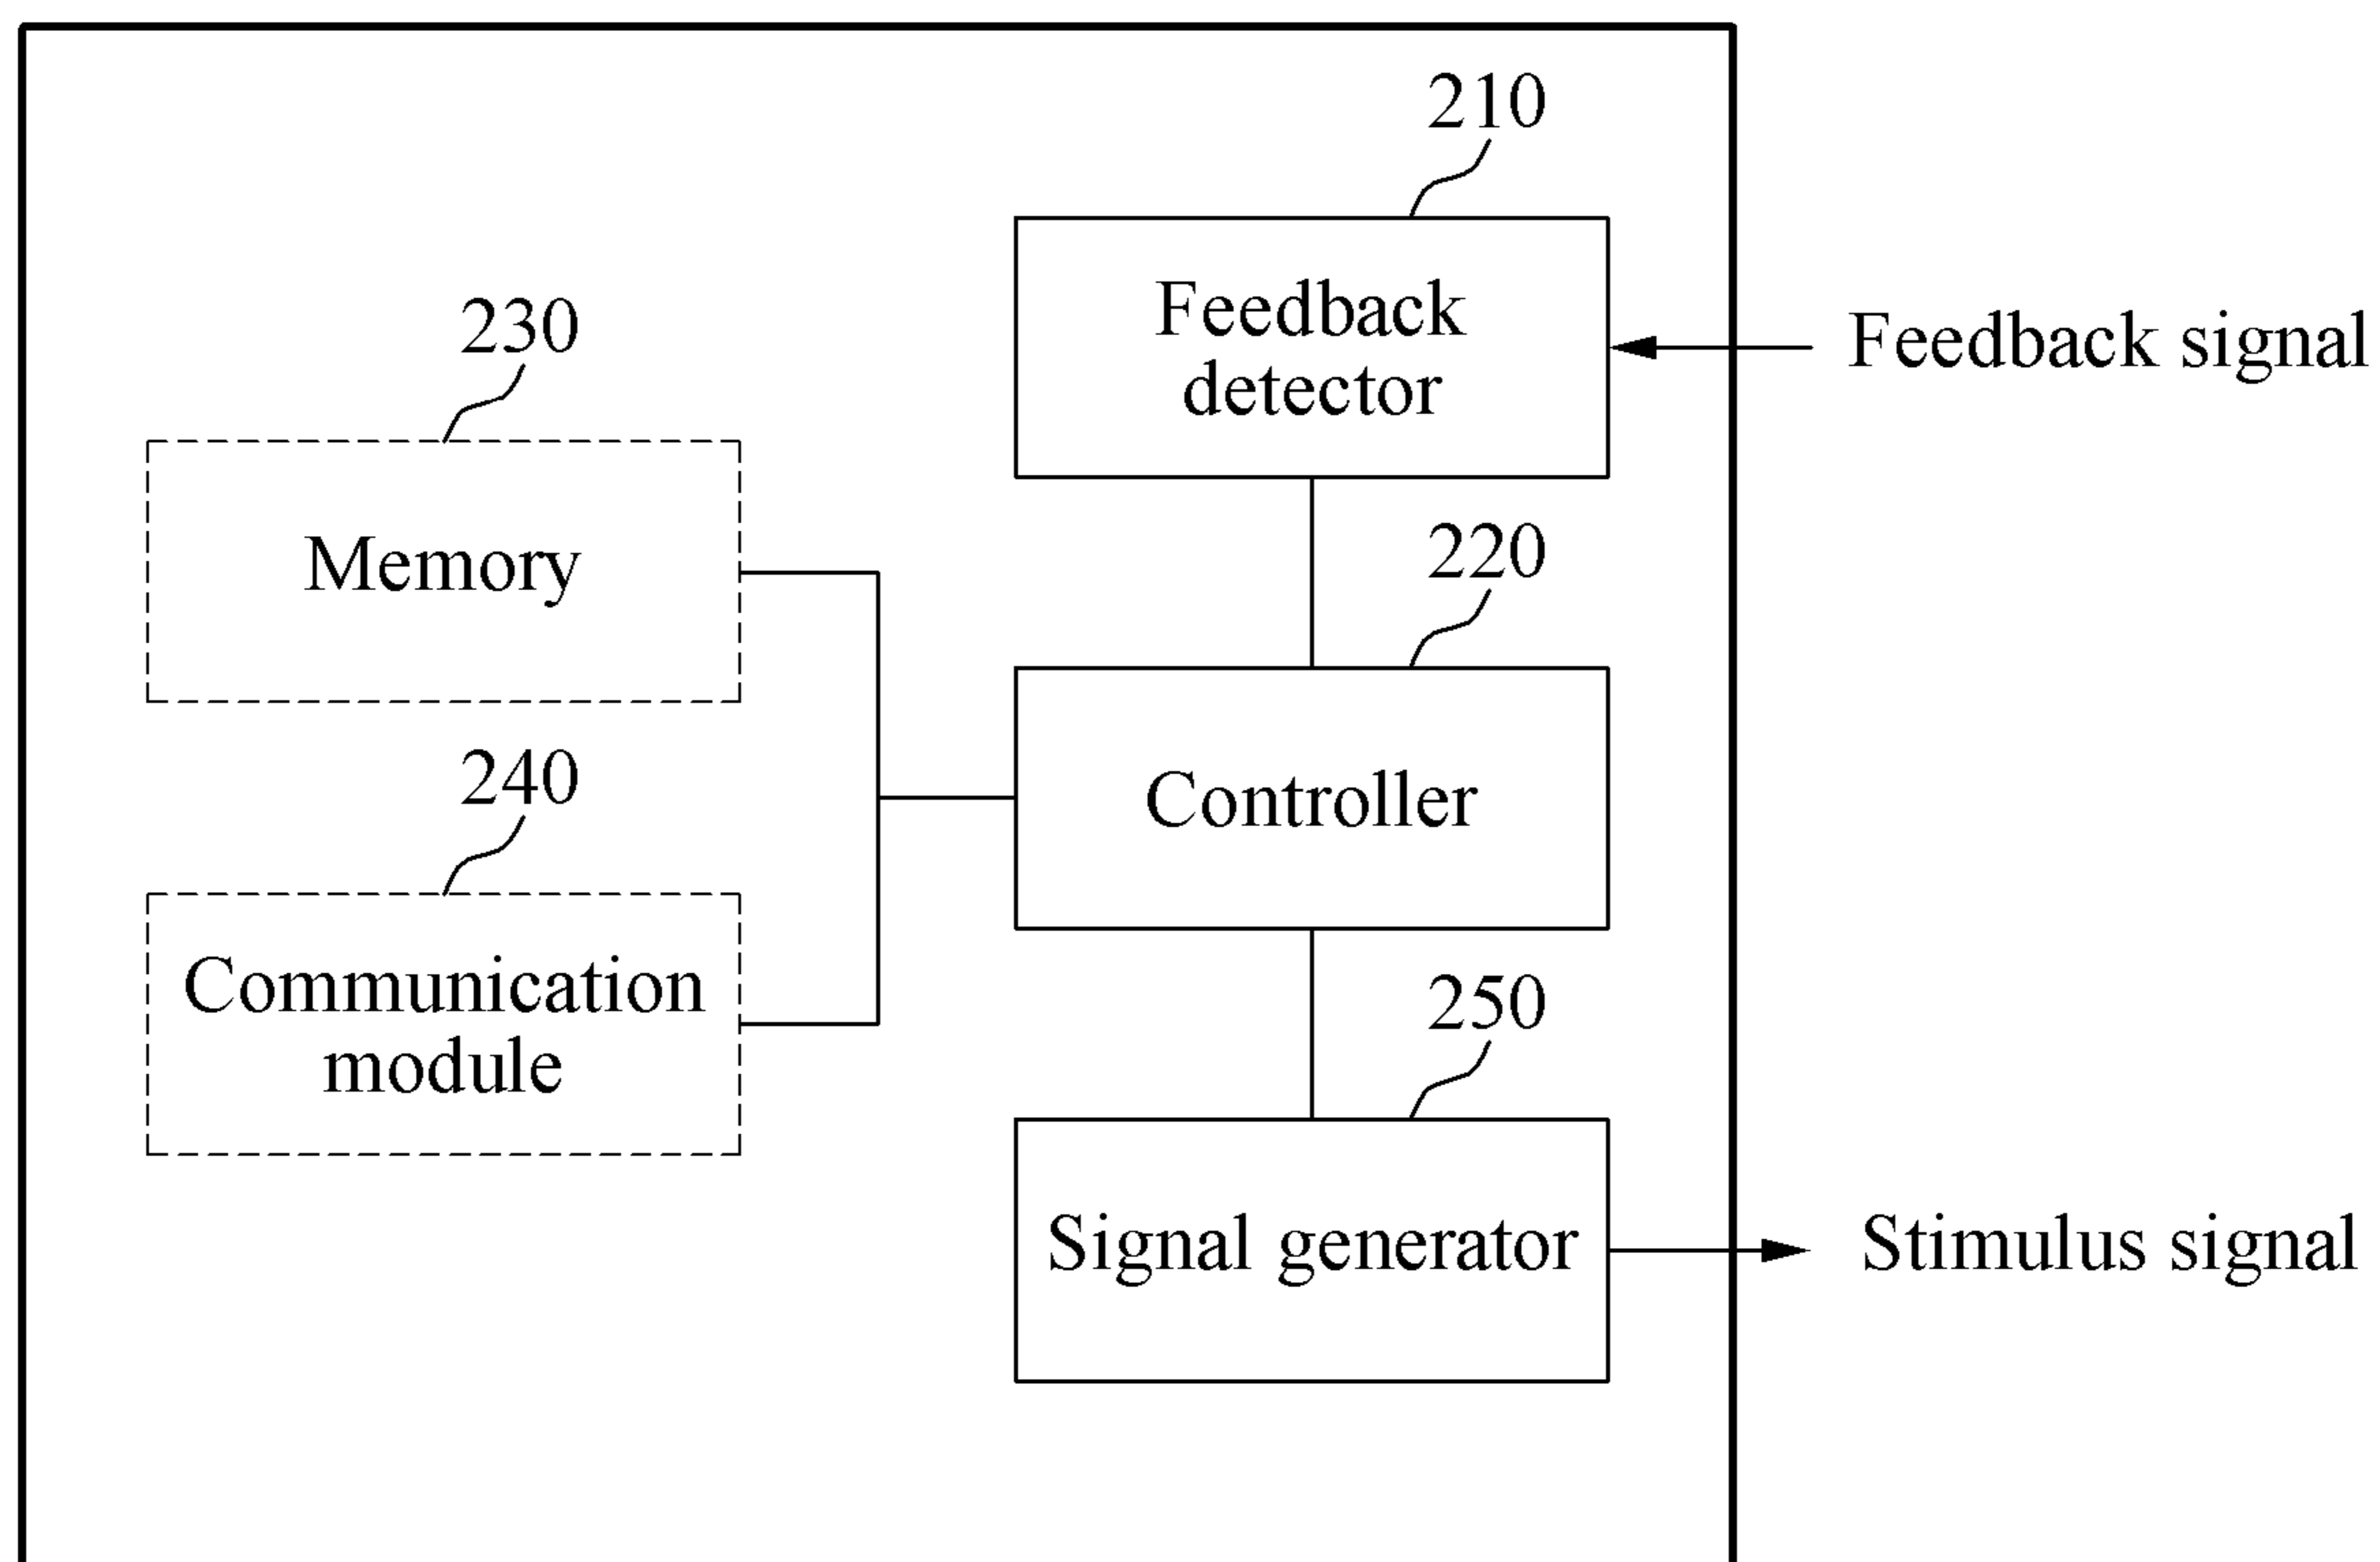 210
Feedback
detector
Feedback signal
230
Memory
220
Controller
240
Communication
module
250
Signal generator
Stimulus signal